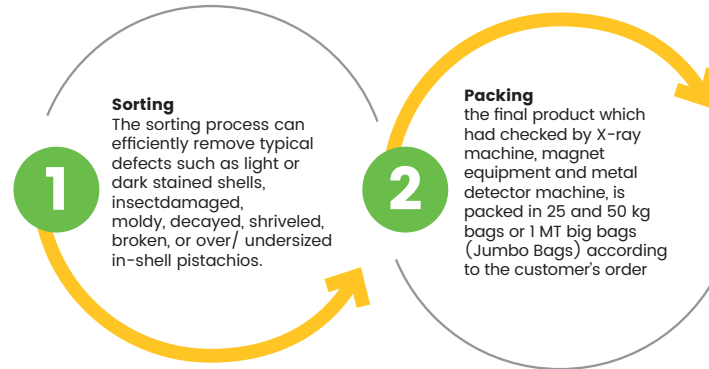 1
Sorting
The sorting process can
efficiently remove typical
defects such as light or
dark stained shells,
insectdamaged,
moldy, decayed, shriveled,
broken, or over/ undersized
in-shell pistachios.
2
Packing
the final product which
had checked by X-ray
machine, magnet
equipment and metal
detector machine, is
packed in 25 and 50 kg
bags or 1 MT big bags
(Jumbo Bags) according
to the customer's order